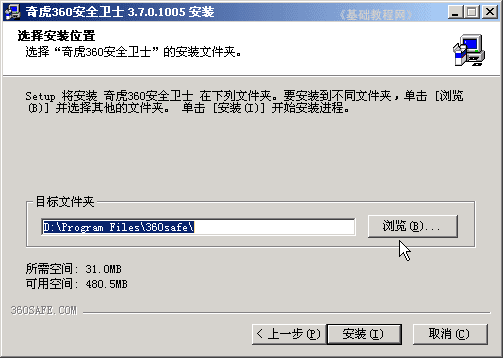 奇虎360安全卫士 3.7.0.1005 安装
《基础教程网》
选择安装位置
选择“奇虎360安全卫士”的安装文件夹。
Setup 将安装 奇虎360安全卫士 在下列文件夹。要安装到不同文件夹，单击 [浏览
(B)] 并选择其他的文件夹。 单击 [安装(I)] 开始安装进程。
目标文件夹
D:\Program Files\360safe\
浏览(B)...
所需空间: 31.0MB
可用空间: 480.5MB
360SAFE.COM
< 上一步(P)
安装(I)
取消(C)